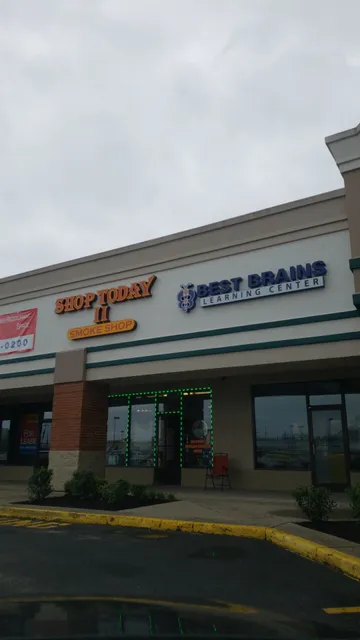 SHOP TODAY
II
SMOKE SHOP
BEST BRAINS
LEARNING CENTER
-0200